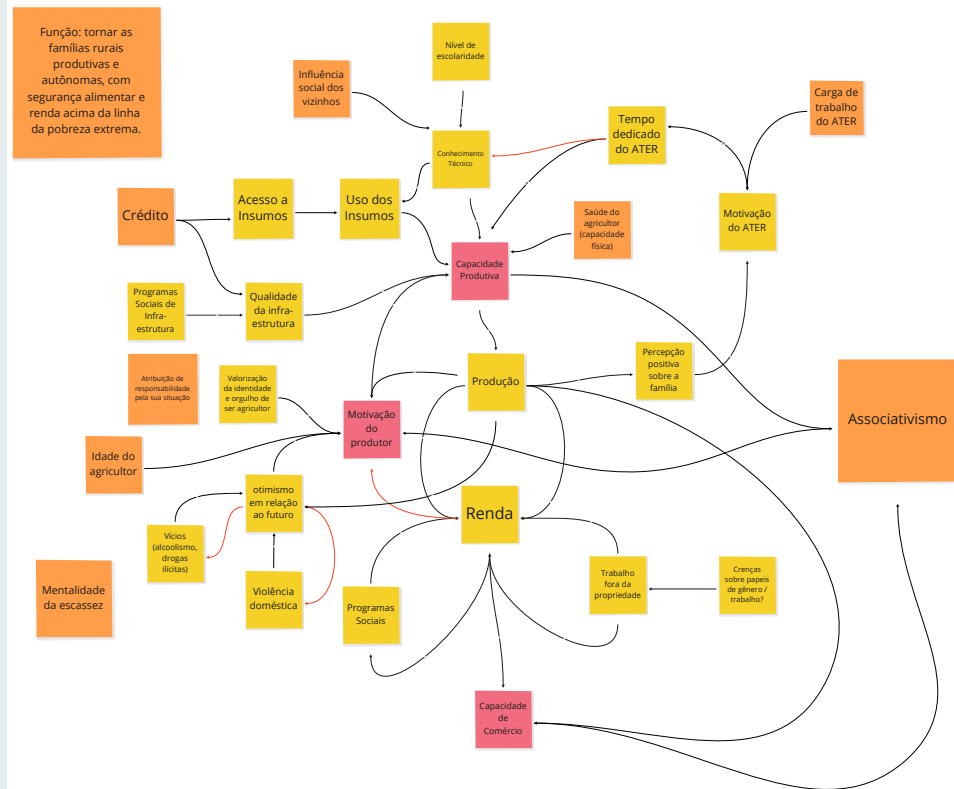 Função: tornar as
famílias rurais
produtivas e
autônomas, com
segurança alimentar e
renda acima da linha
da pobreza extrema.
Nível de
escolaridade
Influência
social dos
vizinhos
Carga de
trabalho
do ATER
Tempo
dedicado
do ATER
Conhecimento
Técnico
Crédito
Acesso a
Insumos
Uso dos
Insumos
Motivação
do ATER
Saúde do
agricultor
(capacidade
física)
Capacidade
Produtiva
Programas
Sociais de
Infra-
estrutura
Qualidade
da infra-
estrutura
Produção
Percepção
positiva
sobre a
família
Atribuição de
responsabilidade
pela sua situação
Valorização
da identidade
e orgulho de
ser agricultor
Motivação
do
produtor
Associativismo
Idade do
agricultor
otimismo
em relação
ao futuro
Renda
Vícios
(alcoolismo,
drogas
ilícitas)
Mentalidade
da escassez
Violência
doméstica
Programas
Sociais
Trabalho
fora da
propriedade
Crenças
sobre papeis
de gênero /
trabalho?
Capacidade
de
Comércio